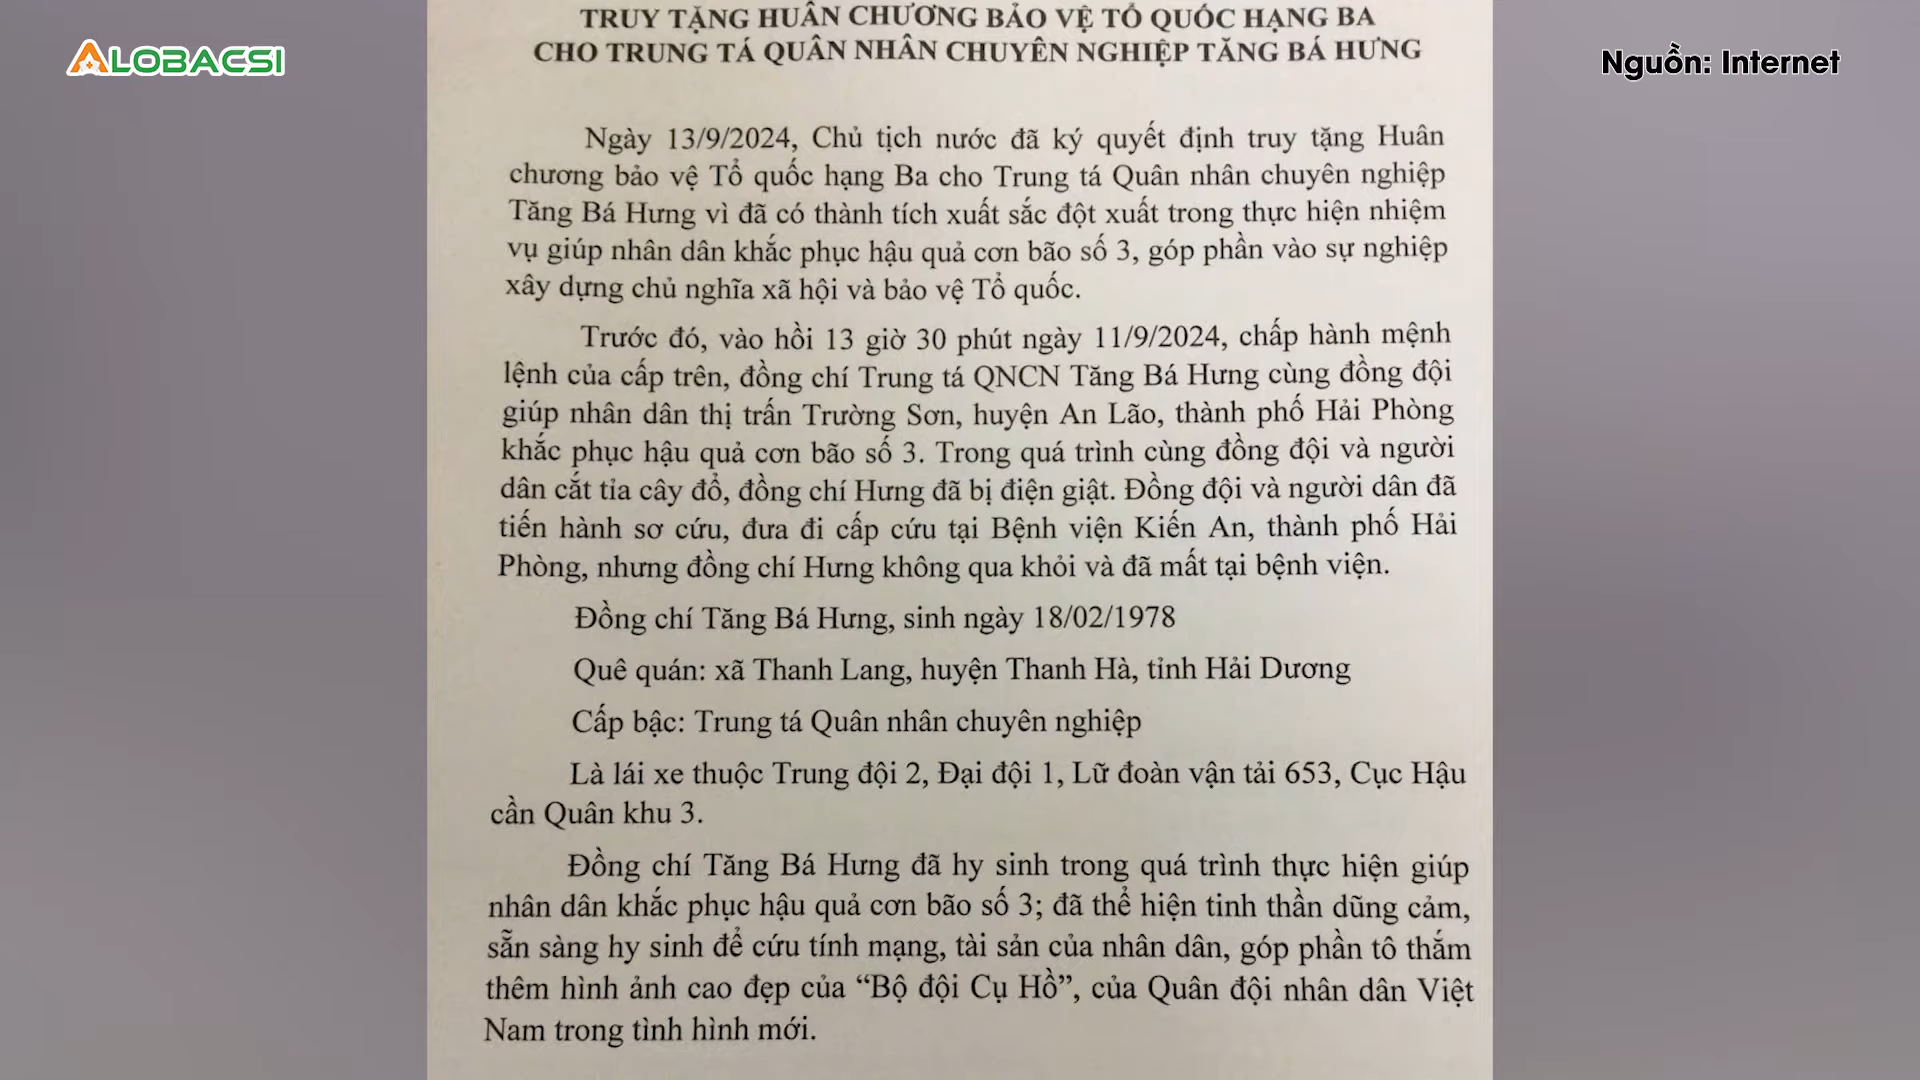 ALOBACSI
Nguồn: Internet
TRUY TẶNG HUÂN CHƯƠNG BẢO VỆ TỔ QUỐC HẠNG BA
CHO TRUNG TÁ QUÂN NHÂN CHUYÊN NGHIỆP TĂNG BÁ HƯNG
Ngày 13/9/2024, Chủ tịch nước đã ký quyết định truy tặng Huân
chương bảo vệ Tổ quốc hạng Ba cho Trung tá Quân nhân chuyên nghiệp
Tăng Bá Hưng vì đã có thành tích xuất sắc đột xuất trong thực hiện nhiệm
vụ giúp nhân dân khắc phục hậu quả cơn bão số 3, góp phần vào sự nghiệp
xây dựng chủ nghĩa xã hội và bảo vệ Tổ quốc.
Trước đó, vào hồi 13 giờ 30 phút ngày 11/9/2024, chấp hành mệnh
lệnh của cấp trên, đồng chí Trung tá QNCN Tăng Bá Hưng cùng đồng đội
giúp nhân dân thị trấn Trường Sơn, huyện An Lão, thành phố Hải Phòng
khắc phục hậu quả cơn bão số 3. Trong quá trình cùng đồng đội và người
dân cắt tỉa cây đổ, đồng chí Hưng đã bị điện giật. Đồng đội và người dân đã
tiến hành sơ cứu, đưa đi cấp cứu tại Bệnh viện Kiến An, thành phố Hải
Phòng, nhưng đồng chí Hưng không qua khỏi và đã mất tại bệnh viện.
Đồng chí Tăng Bá Hưng, sinh ngày 18/02/1978
Quê quán: xã Thanh Lang, huyện Thanh Hà, tỉnh Hải Dương
Cấp bậc: Trung tá Quân nhân chuyên nghiệp
Là lái xe thuộc Trung đội 2, Đại đội 1, Lữ đoàn vận tải 653, Cục Hậu
cần Quân khu 3.
Đồng chí Tăng Bá Hưng đã hy sinh trong quá trình thực hiện giúp
nhân dân khắc phục hậu quả cơn bão số 3; đã thể hiện tinh thần dũng cảm,
sẵn sàng hy sinh để cứu tính mạng, tài sản của nhân dân, góp phần tô thắm
thêm hình ảnh cao đẹp của “Bộ đội Cụ Hồ”, của Quân đội nhân dân Việt
Nam trong tình hình mới.